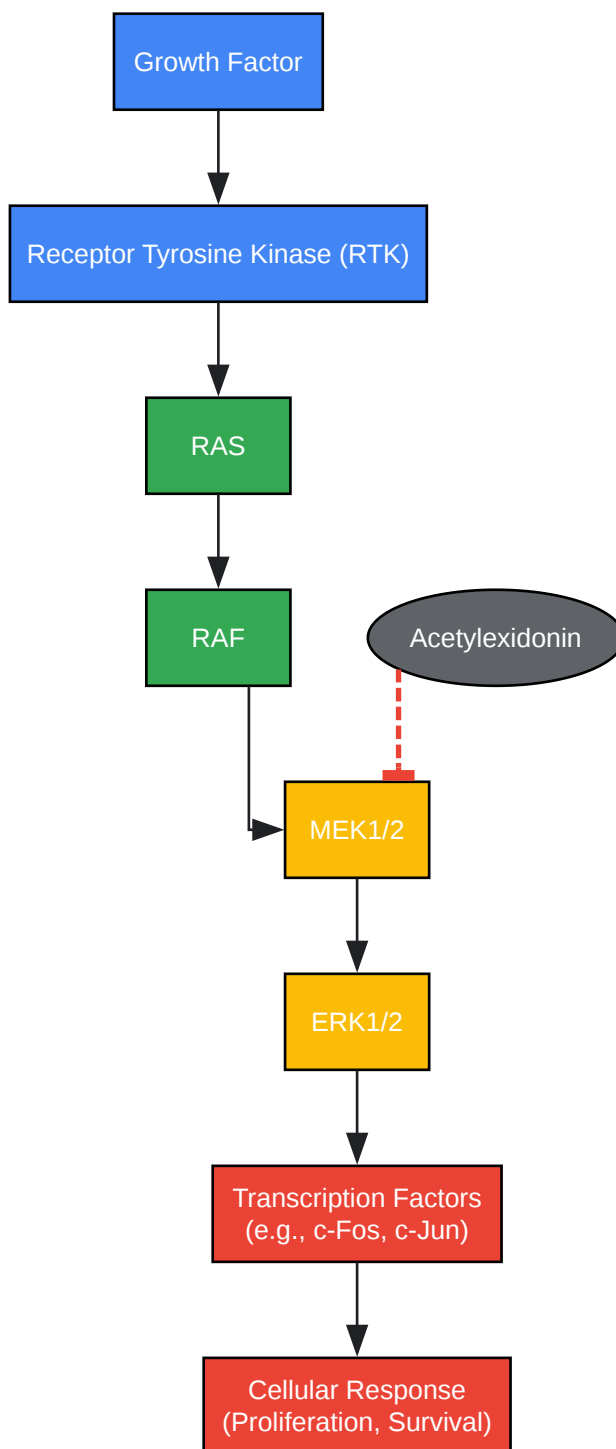 Growth Factor
Receptor Tyrosine Kinase (RTK)
RAS
RAF
Acetylexidonin
MEK1/2
ERK1/2
Transcription Factors
(e.g., c-Fos, c-Jun)
Cellular Response
(Proliferation, Survival)